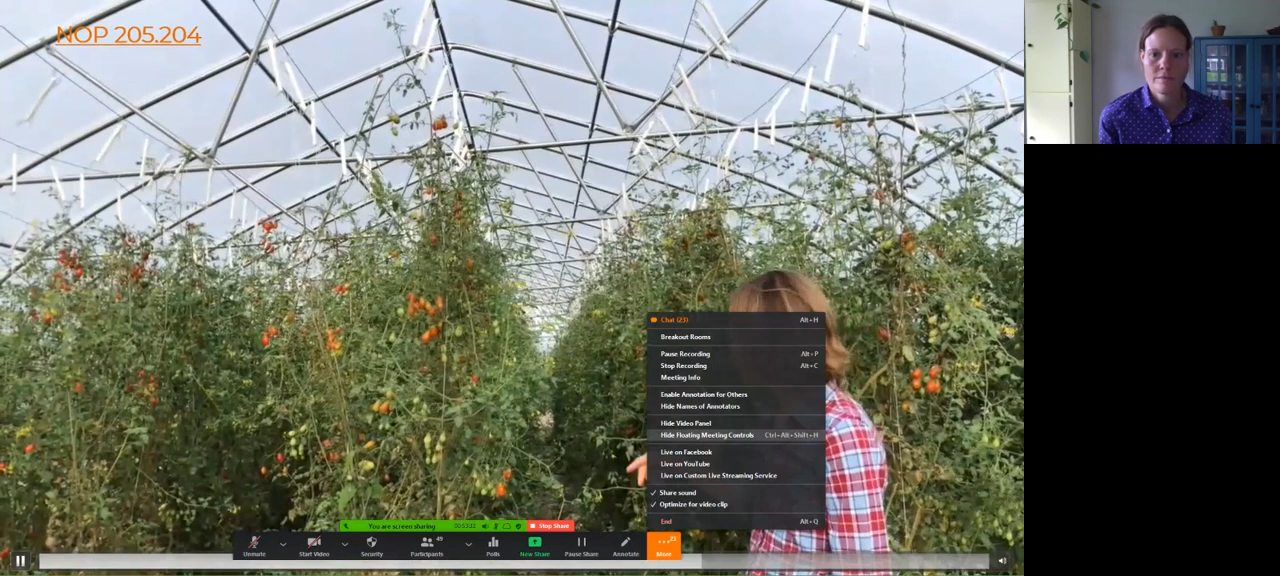 NOP 205.204
Chat (23) Alt+H
Breakout Rooms
Pause Recording Alt+P
Stop Recording Alt+C
Meeting Info
Enable Annotation for Others
Hide Names of Annotators
Hide Video Panel
Hide Floating Meeting Controls Ctrl+Alt+Shift+H
Live on Facebook
Live on YouTube
Live on Custom Live Streaming Service
Share sound
Optimize for video clip
End Alt+Q
You are screen sharing Stop Share
49 23
Unmute Start Video Security Participants Polls New Share Pause Share Annotate More